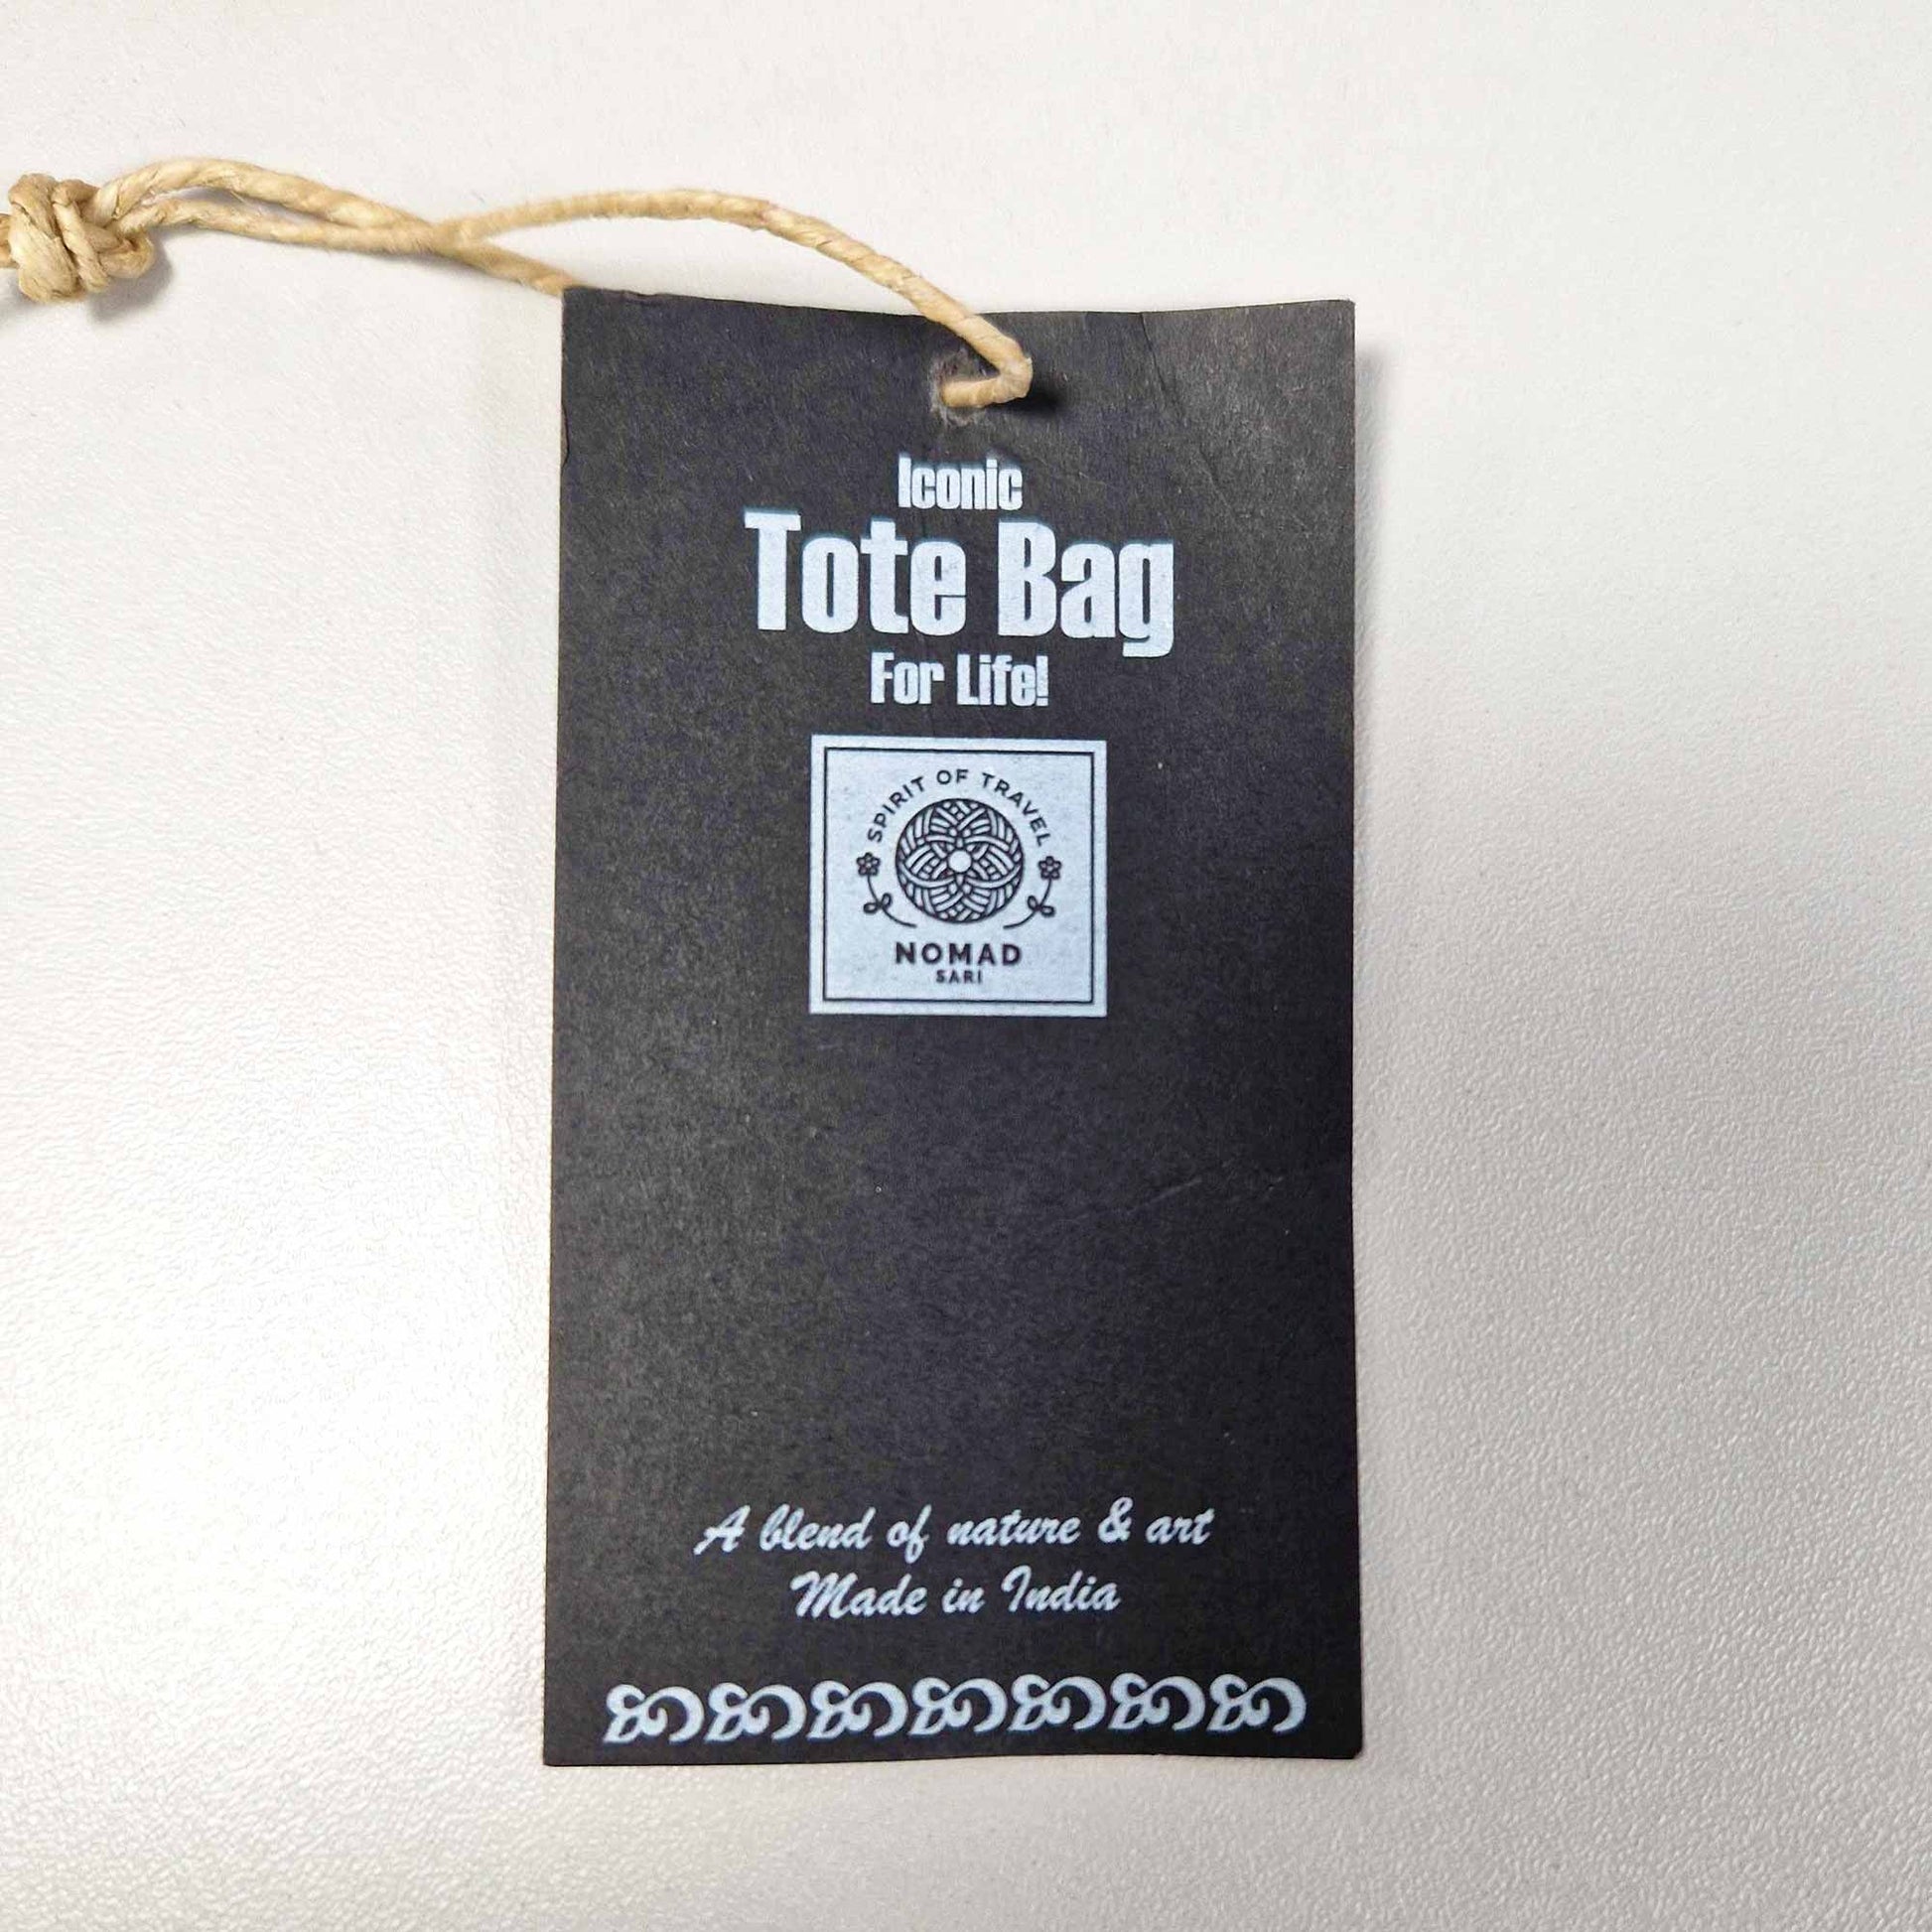 Iconic
Tote Bag
For Life!
SPIRIT OF TRAVEL
NOMAD
SARI
A blend of nature & art
Made in India